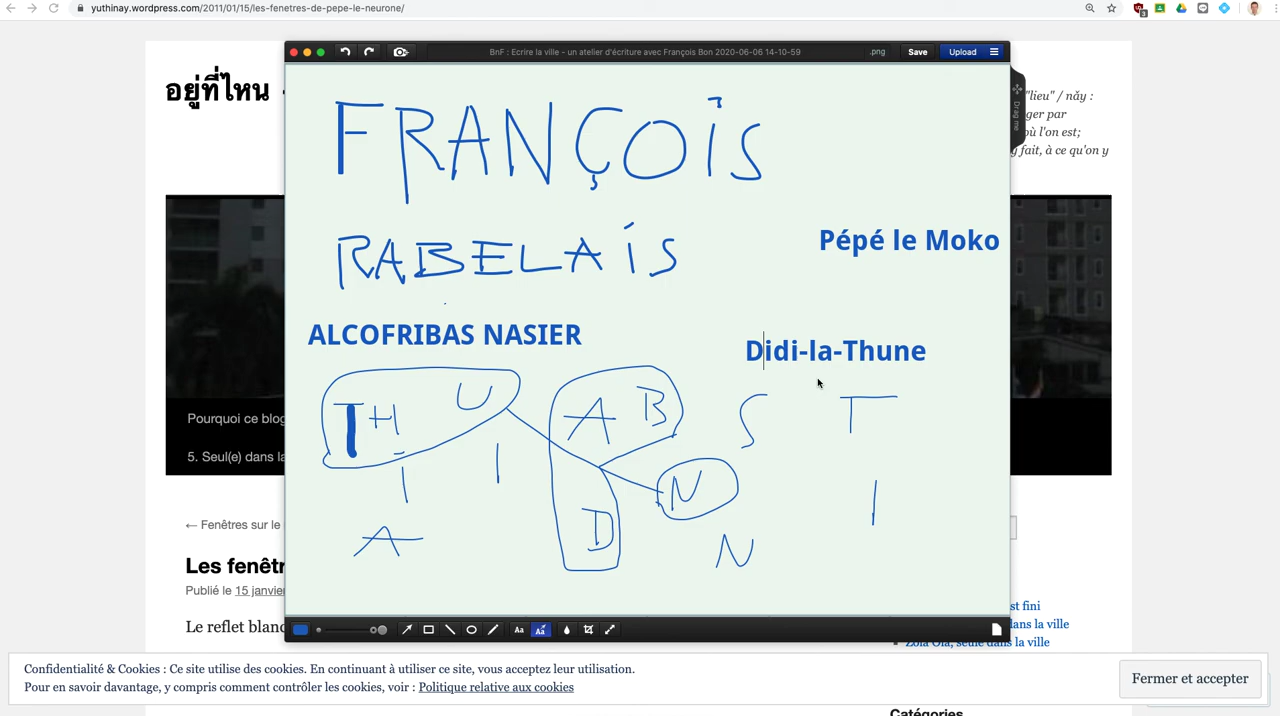 yuthinay.wordpress.com/2011/01/15/les-fenetres-de-pepe-le-neurone/
BnF : Ecrire la ville - un atelier d'écriture avec François Bon 2020-06-06 14-10-59
.png
Save
Upload
อยู่ที่ไหน
"lieu" / năy :
ger par
où l'on est;
fait, à ce qu'on y
Drag me
FRANÇOIS
RABELAIS
Pépé le Moko
ALCOFRIBAS NASIER
Didi-la-Thune
T H U A B S T
I I N I
A D N
Pourquoi ce blog
5. Seul(e) dans la
← Fenêtres sur le
Les fenêtr
Publié le 15 janvier
Le reflet blanc
st fini
dans la ville
Zola Ola, seule dans la ville
Aa
Aa
Confidentialité & Cookies : Ce site utilise des cookies. En continuant à utiliser ce site, vous acceptez leur utilisation.
Pour en savoir davantage, y compris comment contrôler les cookies, voir : Politique relative aux cookies
Fermer et accepter
Catégories